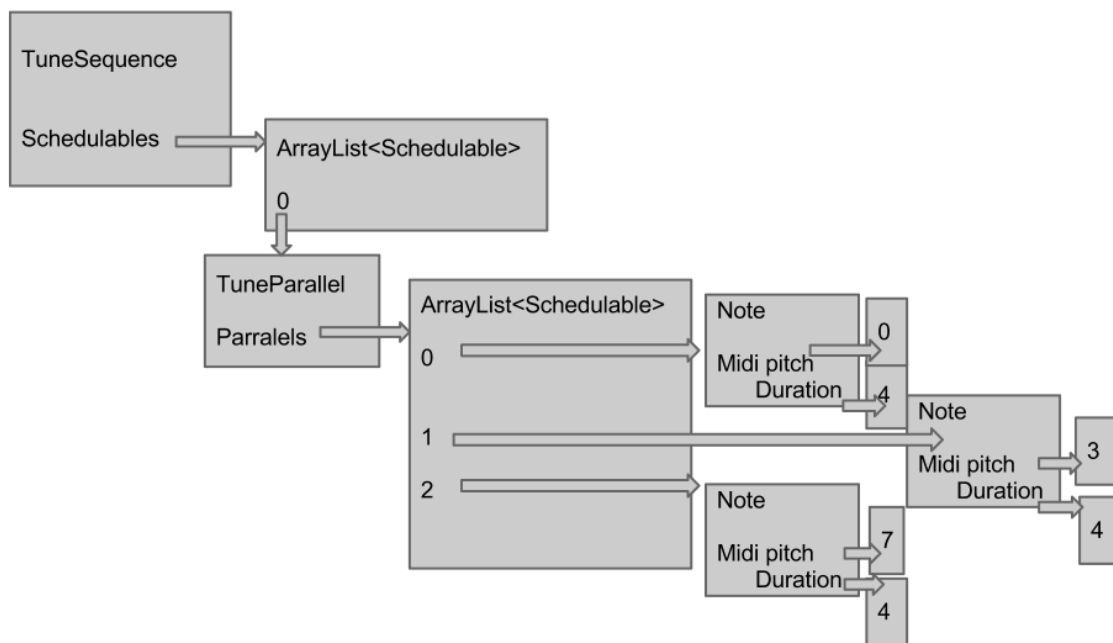 TuneSequence
Schedulables
ArrayList<Schedulable>
0
TuneParallel
Parralels
ArrayList<Schedulable>
0
1
2
Note
Midi pitch
Duration
0
4
Note
Midi pitch
Duration
3
4
Note
Midi pitch
Duration
7
4